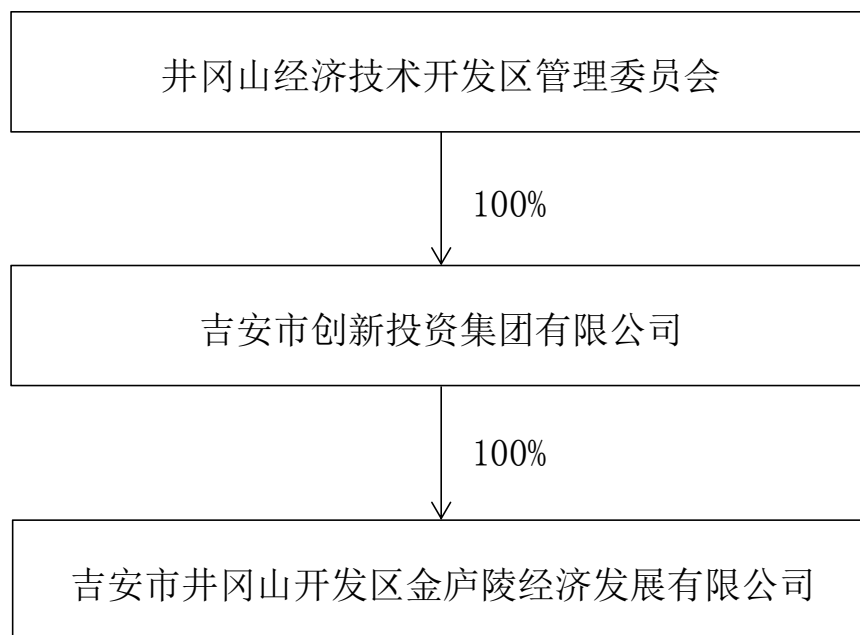 井冈山经济技术开发区管理委员会
100%
吉安市创新投资集团有限公司
100%
吉安市井冈山开发区金庐陵经济发展有限公司